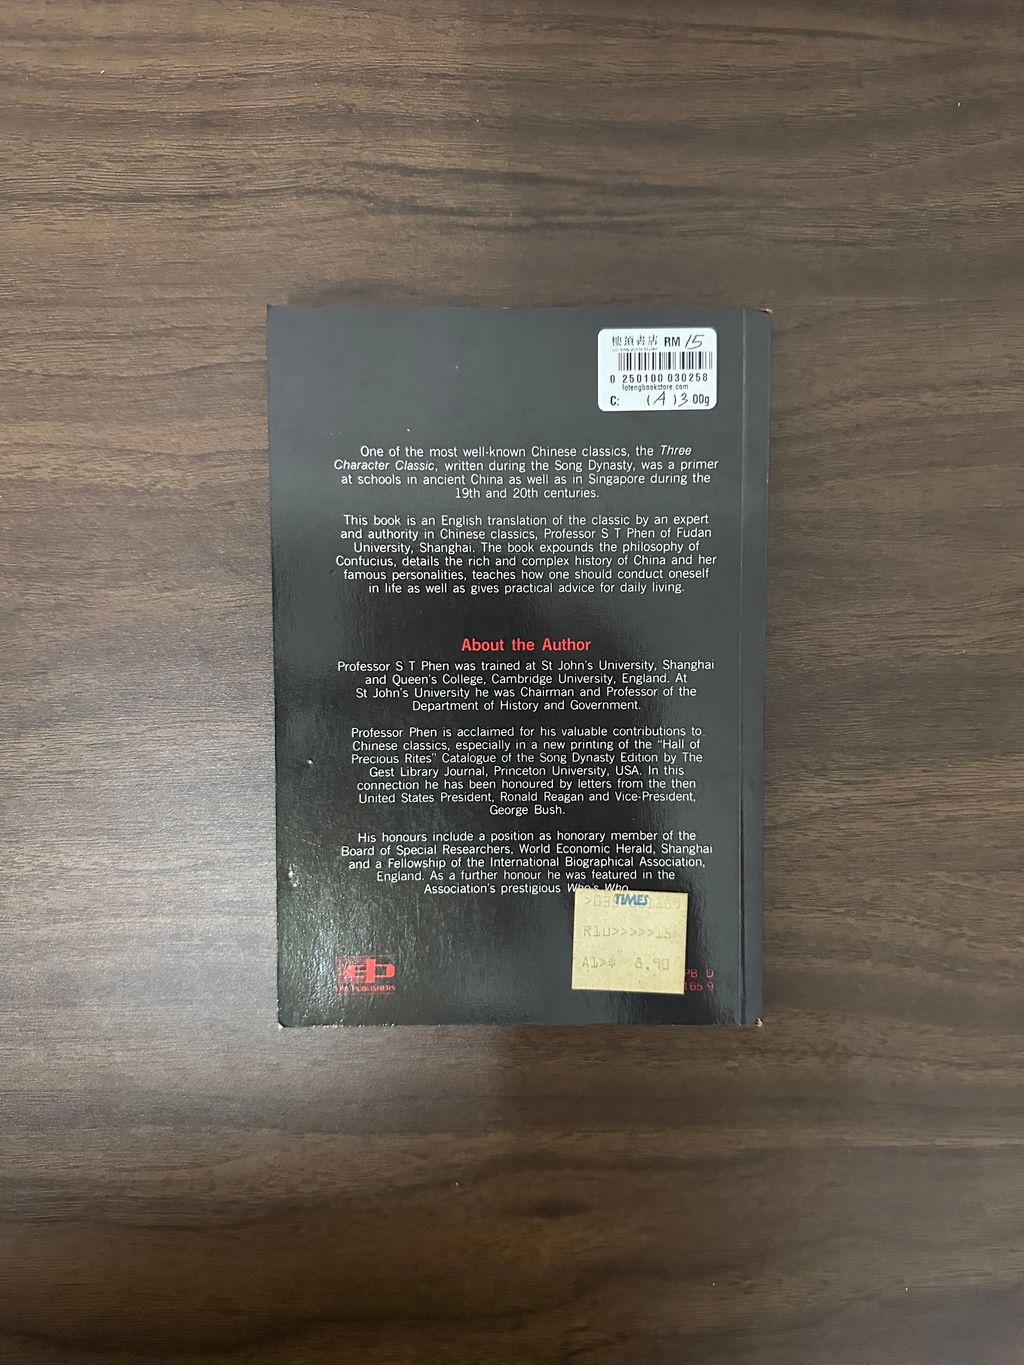 樓頂書店 RM 15
0 250100 030258
lotengbookstore.com
C: (A)3 00g
One of the most well-known Chinese classics, the Three
Character Classic, written during the Song Dynasty, was a primer
at schools in ancient China as well as in Singapore during the
19th and 20th centuries.
This book is an English translation of the classic by an expert
and authority in Chinese classics, Professor S T Phen of Fudan
University, Shanghai. The book expounds the philosophy of
Confucius, details the rich and complex history of China and her
famous personalities, teaches how one should conduct oneself
in life as well as gives practical advice for daily living.
About the Author
Professor S T Phen was trained at St John's University, Shanghai
and Queen's College, Cambridge University, England. At
St John's University he was Chairman and Professor of the
Department of History and Government.
Professor Phen is acclaimed for his valuable contributions to
Chinese classics, especially in a new printing of the "Hall of
Precious Rites" Catalogue of the Song Dynasty Edition by The
Gest Library Journal, Princeton University, USA. In this
connection he has been honoured by letters from the then
United States President, Ronald Reagan and Vice-President,
George Bush.
His honours include a position as honorary member of the
Board of Special Researchers, World Economic Herald, Shanghai
and a Fellowship of the International Biographical Association,
England. As a further honour he was featured in the
Association's prestigious Who's Who
TIMES
R10>>>>>15
A1>$ 8.90
PUBLISHERS
PB D
165 9